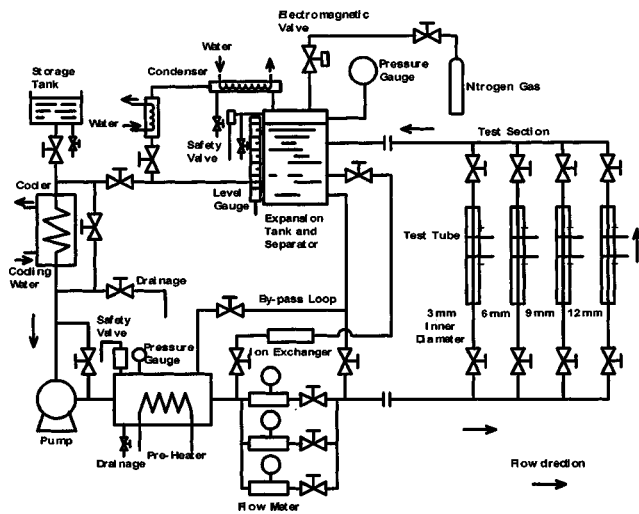 Electromagnetic
Valve
Water
Condenser
Pressure
Gauge
Nitrogen Gas
Storage
Tank
Water
Safety
Valve
Test Section
Level
Gauge
Expansion
Tank and
Separator
Cooler
Cooling
Water
Test Tube
Drainage
By-pass Loop
3mm
Inner
Diameter
6mm
9mm
12mm
Safety
Valve
Pressure
Gauge
Ion Exchanger
Pump
Drainage
Pre-Heater
Flow Meter
Flow drection